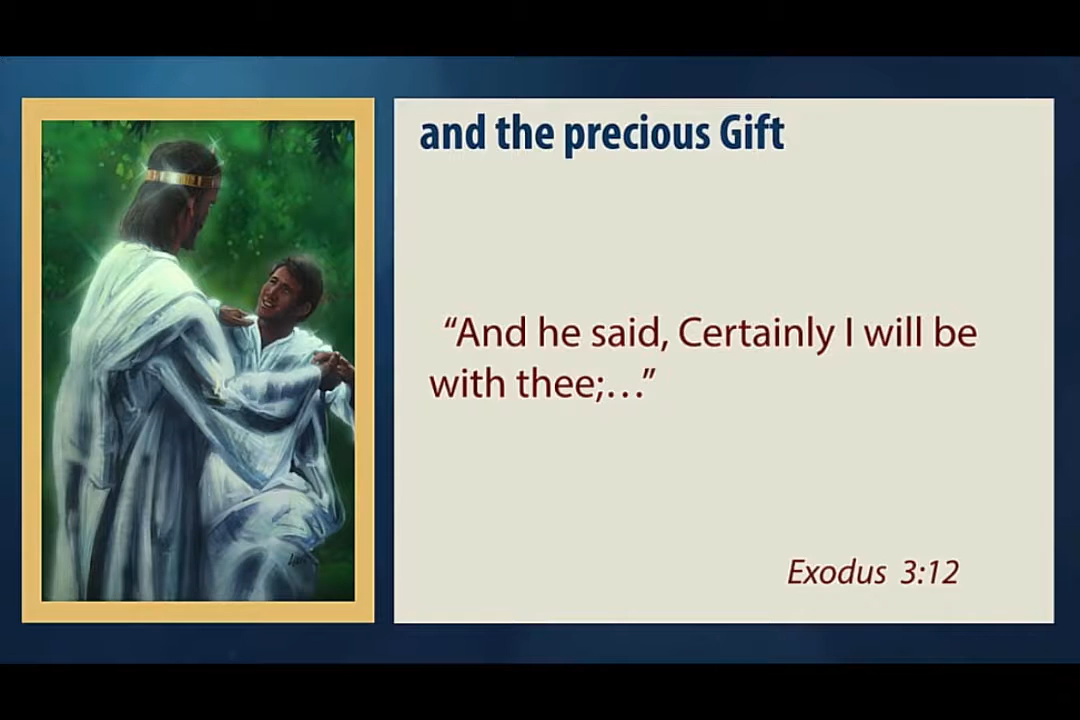 and the precious Gift
“And he said, Certainly I will be
with thee;…”
Exodus 3:12